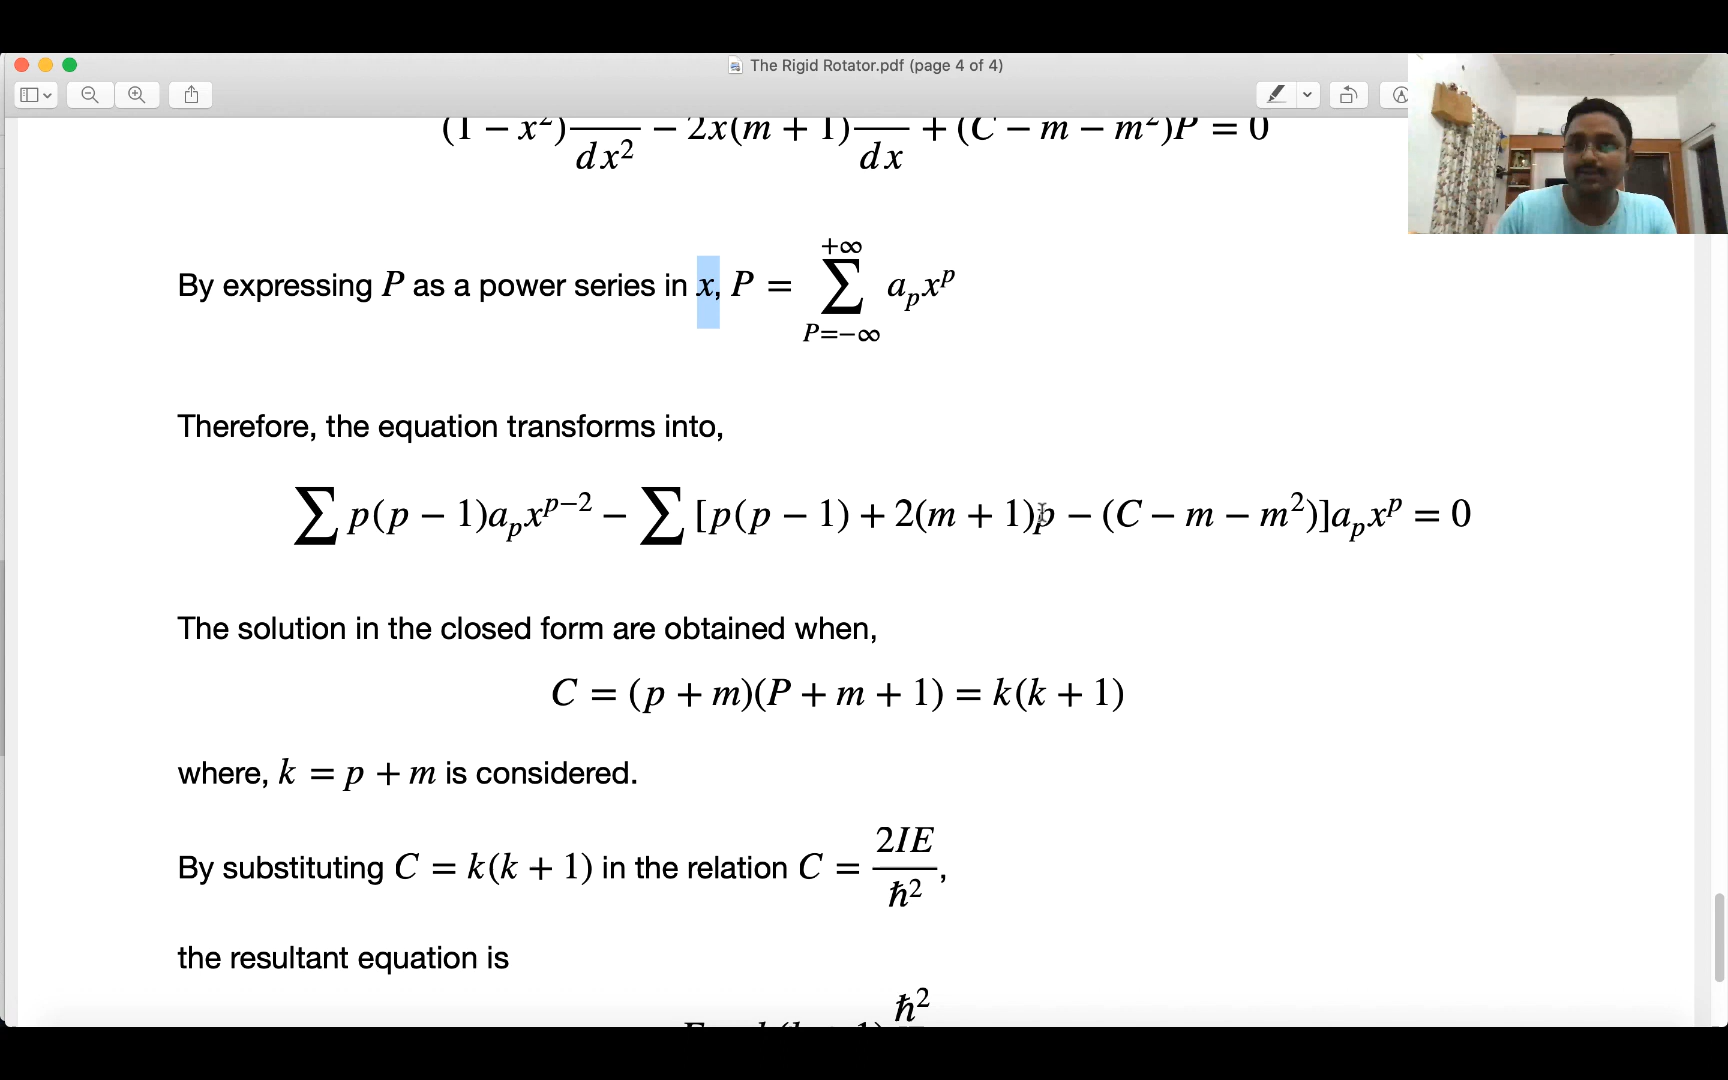 The Rigid Rotator.pdf (page 4 of 4)
(1 − x²) / dx² − 2x(m + 1) / dx + (C − m − m²)P = 0
By expressing P as a power series in x, P = ∑_{P=−∞}^{+∞} a_p x^p
Therefore, the equation transforms into,
∑ p(p − 1)a_p x^{p−2} − ∑ [p(p − 1) + 2(m + 1)p − (C − m − m²)]a_p x^p = 0
The solution in the closed form are obtained when,
C = (p + m)(P + m + 1) = k(k + 1)
where, k = p + m is considered.
By substituting C = k(k + 1) in the relation C = 2IE / ℏ²,
the resultant equation is
ℏ²